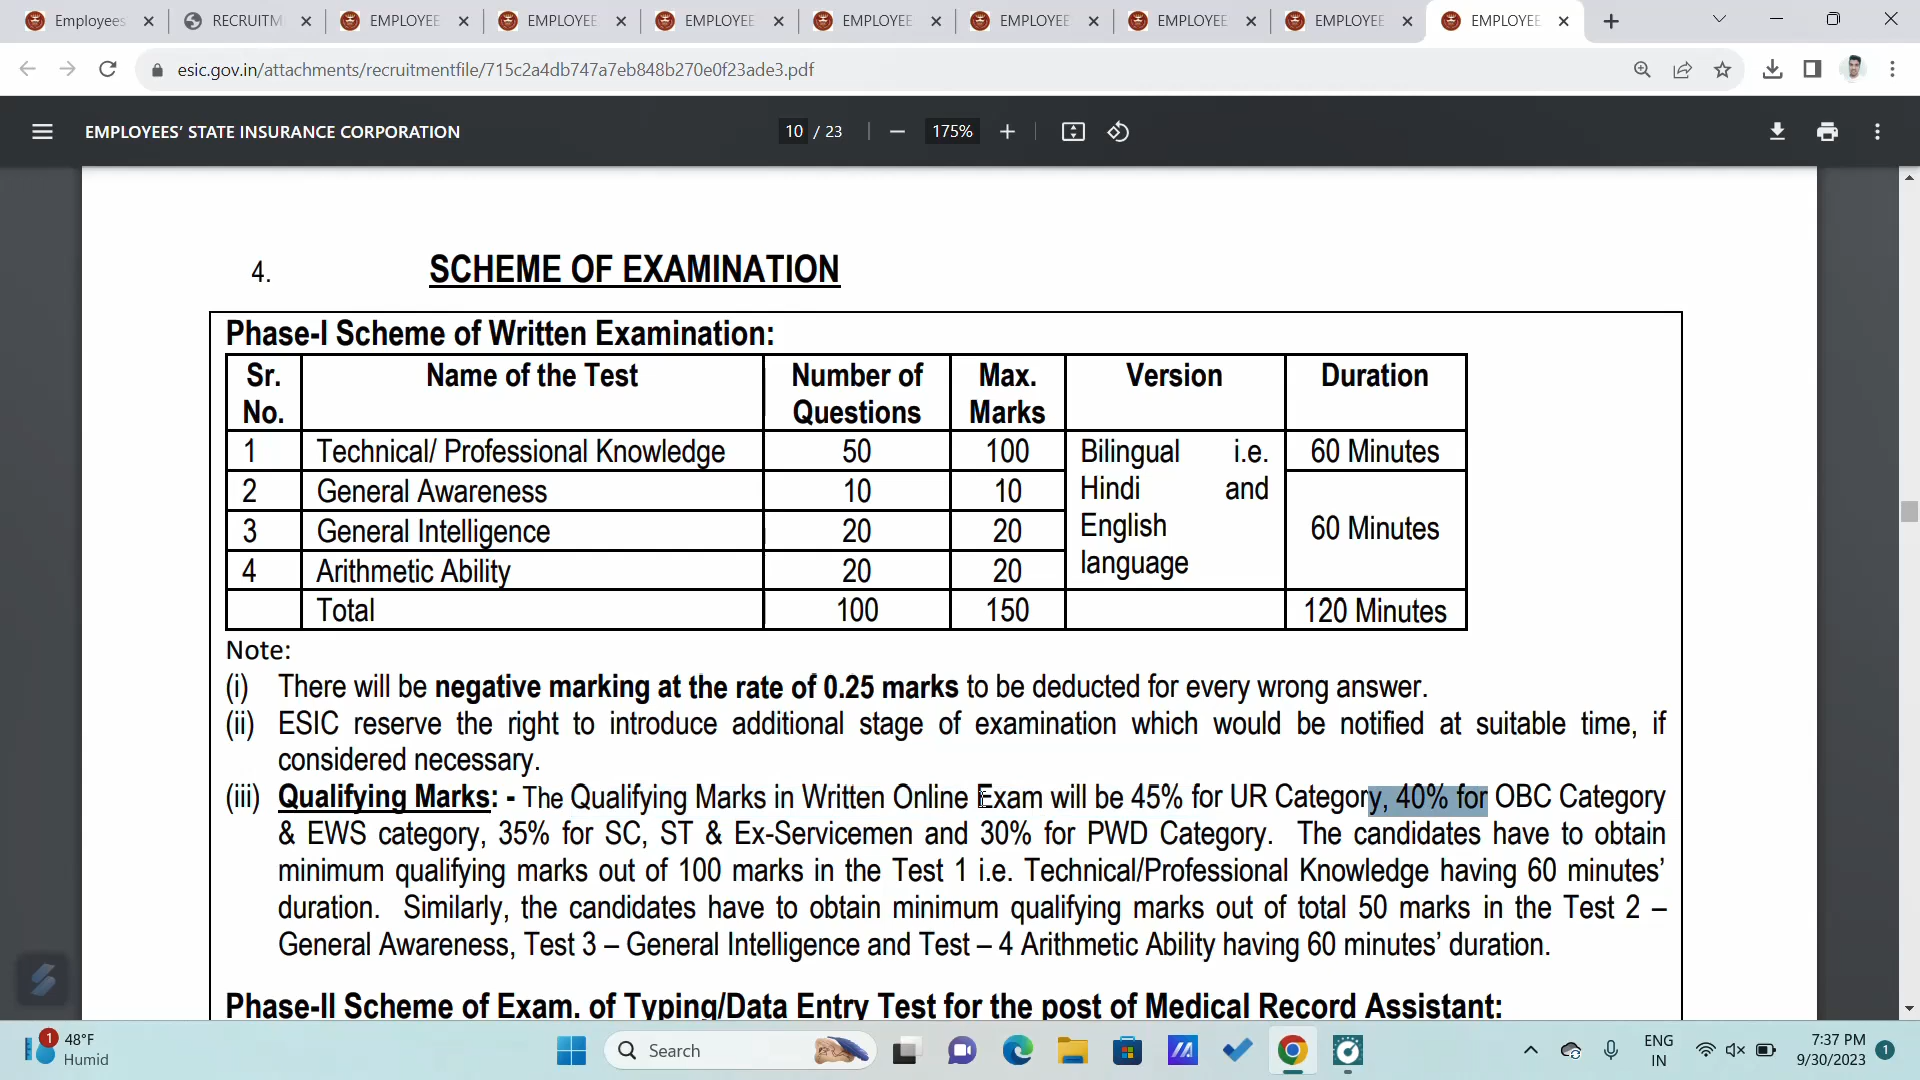 Employees
RECRUITM
EMPLOYEE
EMPLOYEE
EMPLOYEE
EMPLOYEE
EMPLOYEE
EMPLOYEE
EMPLOYEE
EMPLOYEE
esic.gov.in/attachments/recruitmentfile/715c2a4db747a7eb848b270e0f23ade3.pdf
EMPLOYEES' STATE INSURANCE CORPORATION
10 / 23
175%
4. SCHEME OF EXAMINATION
Phase-I Scheme of Written Examination:
Sr. No. Name of the Test Number of Questions Max. Marks Version Duration
1 Technical/ Professional Knowledge 50 100 Bilingual i.e. Hindi and English language 60 Minutes
2 General Awareness 10 10 60 Minutes
3 General Intelligence 20 20
4 Arithmetic Ability 20 20
Total 100 150 120 Minutes
Note:
(i) There will be negative marking at the rate of 0.25 marks to be deducted for every wrong answer.
(ii) ESIC reserve the right to introduce additional stage of examination which would be notified at suitable time, if
considered necessary.
(iii) Qualifying Marks: - The Qualifying Marks in Written Online Exam will be 45% for UR Category, 40% for OBC Category
& EWS category, 35% for SC, ST & Ex-Servicemen and 30% for PWD Category. The candidates have to obtain
minimum qualifying marks out of 100 marks in the Test 1 i.e. Technical/Professional Knowledge having 60 minutes'
duration. Similarly, the candidates have to obtain minimum qualifying marks out of total 50 marks in the Test 2 –
General Awareness, Test 3 – General Intelligence and Test – 4 Arithmetic Ability having 60 minutes' duration.
Phase-II Scheme of Exam. of Typing/Data Entry Test for the post of Medical Record Assistant:
1
48°F
Humid
Search
ENG
IN
7:37 PM
9/30/2023
1